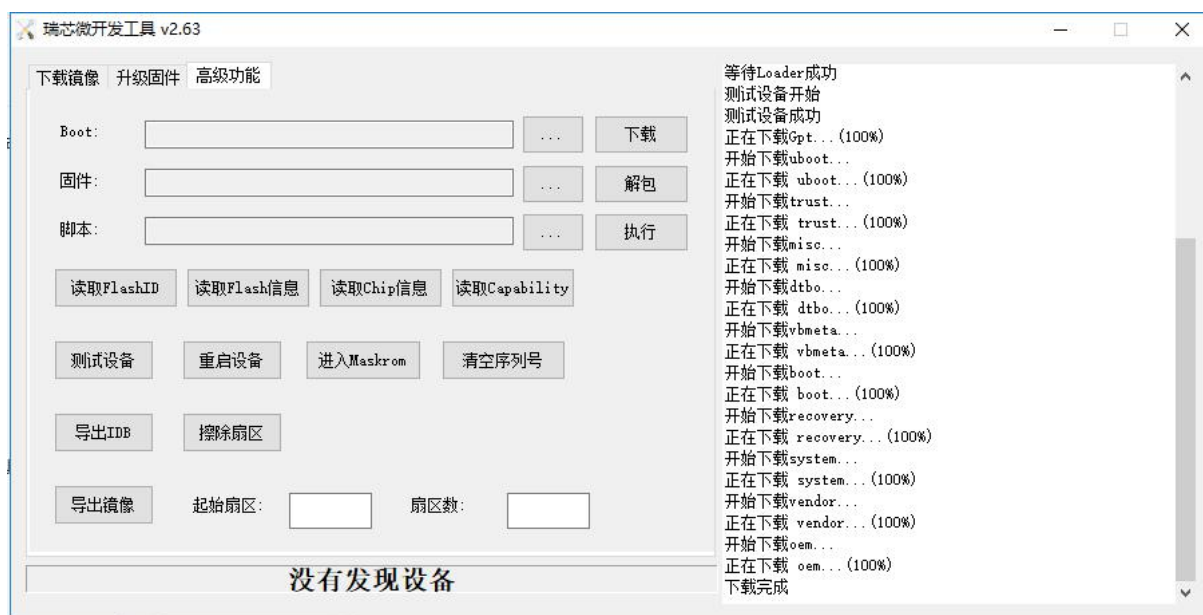 瑞芯微开发工具 v2.63
下载镜像 升级固件 高级功能
Boot: ... 下载
固件: ... 解包
脚本: ... 执行
读取FlashID 读取Flash信息 读取Chip信息 读取Capability
测试设备 重启设备 进入Maskrom 清空序列号
导出IDB 擦除扇区
导出镜像 起始扇区: 扇区数:
没有发现设备
等待Loader成功
测试设备开始
测试设备成功
正在下载Gpt...(100%)
开始下载uboot...
正在下载 uboot...(100%)
开始下载trust...
正在下载 trust...(100%)
开始下载misc...
正在下载 misc...(100%)
开始下载dtbo...
正在下载 dtbo...(100%)
开始下载vbmeta...
正在下载 vbmeta...(100%)
开始下载boot...
正在下载 boot...(100%)
开始下载recovery...
正在下载 recovery...(100%)
开始下载system...
正在下载 system...(100%)
开始下载vendor...
正在下载 vendor...(100%)
开始下载oem...
正在下载 oem...(100%)
下载完成